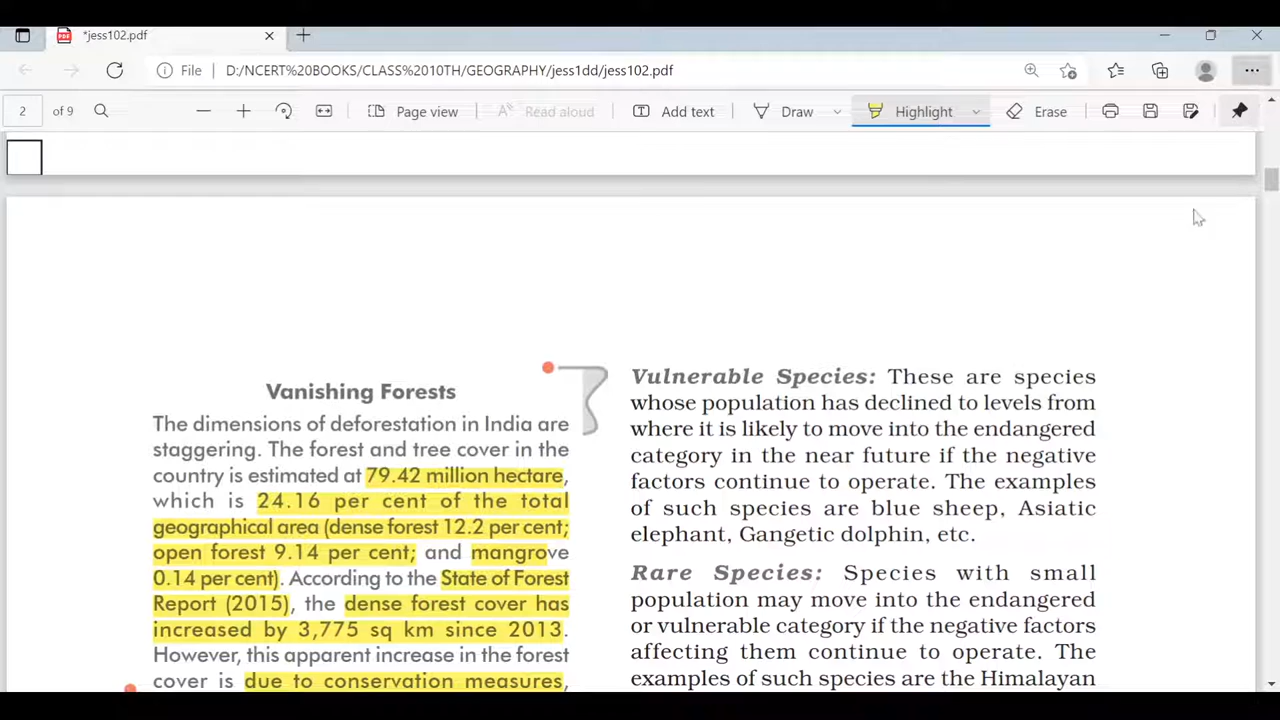 *jess102.pdf
File
D:/NCERT%20BOOKS/CLASS%2010TH/GEOGRAPHY/jess1dd/jess102.pdf
2
of 9
Page view
Read aloud
Add text
Draw
Highlight
Erase
Vanishing Forests
The dimensions of deforestation in India are
staggering. The forest and tree cover in the
country is estimated at 79.42 million hectare,
which is 24.16 per cent of the total
geographical area (dense forest 12.2 per cent;
open forest 9.14 per cent; and mangrove
0.14 per cent). According to the State of Forest
Report (2015), the dense forest cover has
increased by 3,775 sq km since 2013.
However, this apparent increase in the forest
cover is due to conservation measures,
Vulnerable Species: These are species
whose population has declined to levels from
where it is likely to move into the endangered
category in the near future if the negative
factors continue to operate. The examples
of such species are blue sheep, Asiatic
elephant, Gangetic dolphin, etc.
Rare Species: Species with small
population may move into the endangered
or vulnerable category if the negative factors
affecting them continue to operate. The
examples of such species are the Himalayan